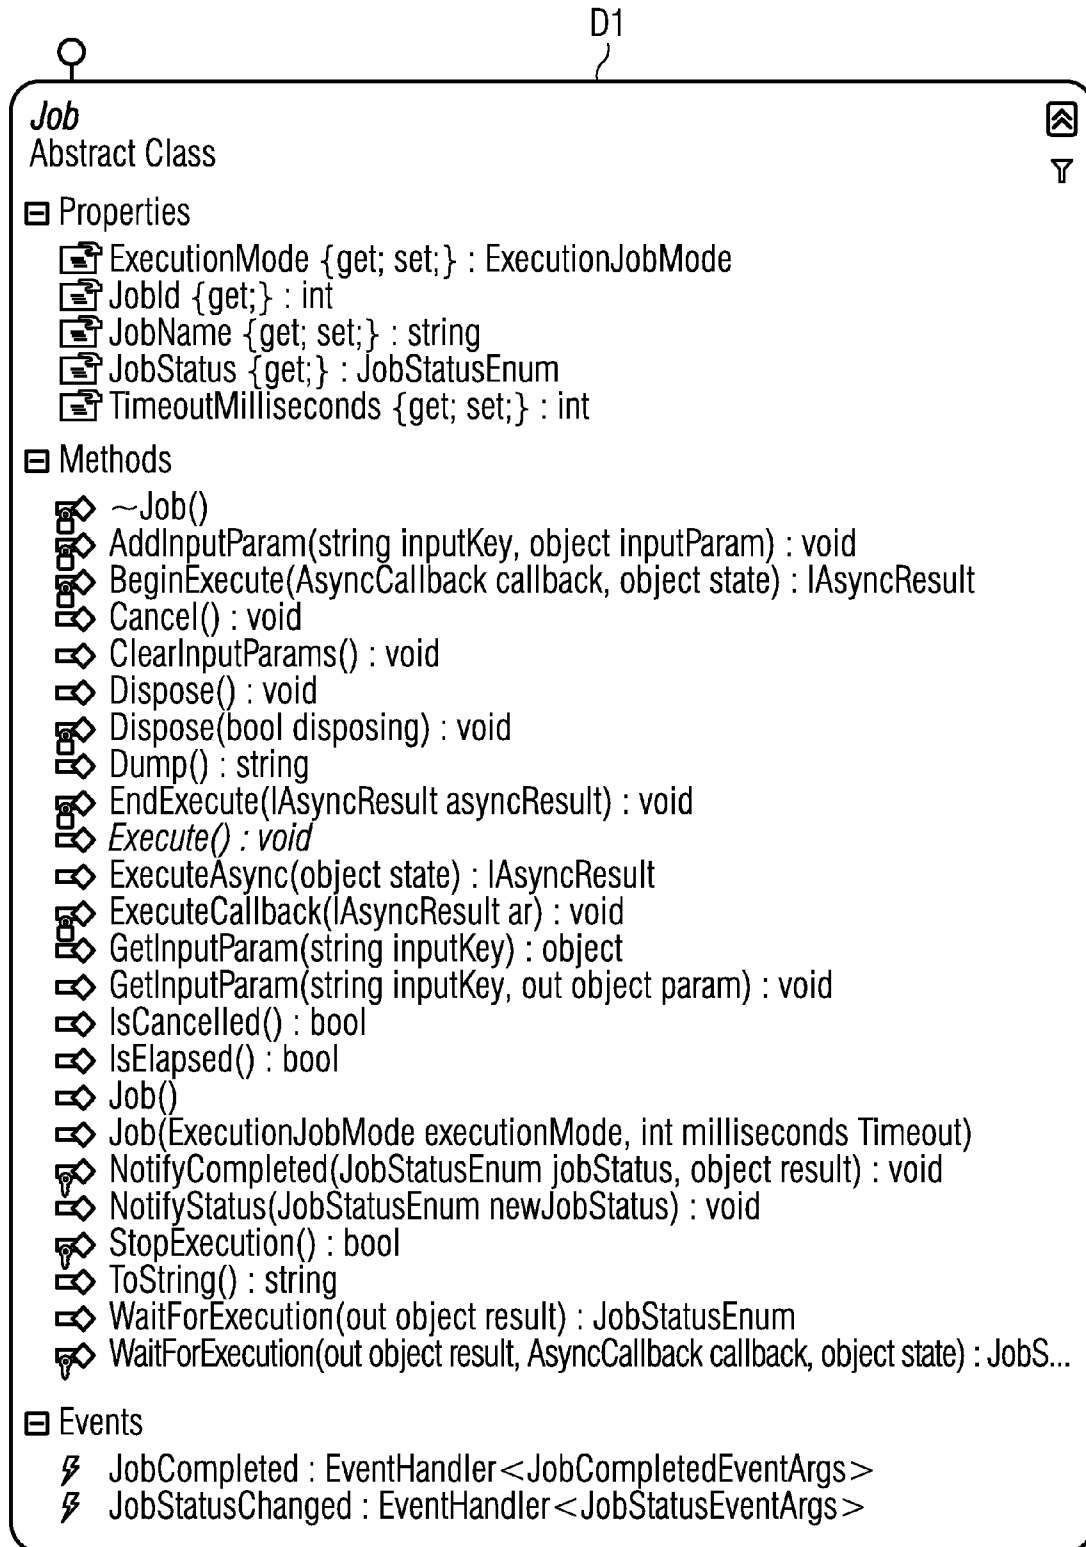 D1
Job
Abstract Class
Properties
ExecutionMode {get; set;} : ExecutionJobMode
JobId {get;} : int
JobName {get; set;} : string
JobStatus {get;} : JobStatusEnum
TimeoutMilliseconds {get; set;} : int
Methods
~Job()
AddInputParam(string inputKey, object inputParam) : void
BeginExecute(AsyncCallback callback, object state) : IAsyncResult
Cancel() : void
ClearInputParams() : void
Dispose() : void
Dispose(bool disposing) : void
Dump() : string
EndExecute(IAsyncResult asyncResult) : void
Execute() : void
ExecuteAsync(object state) : IAsyncResult
ExecuteCallback(IAsyncResult ar) : void
GetInputParam(string inputKey) : object
GetInputParam(string inputKey, out object param) : void
IsCancelled() : bool
IsElapsed() : bool
Job()
Job(ExecutionJobMode executionMode, int milliseconds Timeout)
NotifyCompleted(JobStatusEnum jobStatus, object result) : void
NotifyStatus(JobStatusEnum newJobStatus) : void
StopExecution() : bool
ToString() : string
WaitForExecution(out object result) : JobStatusEnum
WaitForExecution(out object result, AsyncCallback callback, object state) : JobS...
Events
JobCompleted : EventHandler<JobCompletedEventArgs>
JobStatusChanged : EventHandler<JobStatusEventArgs>